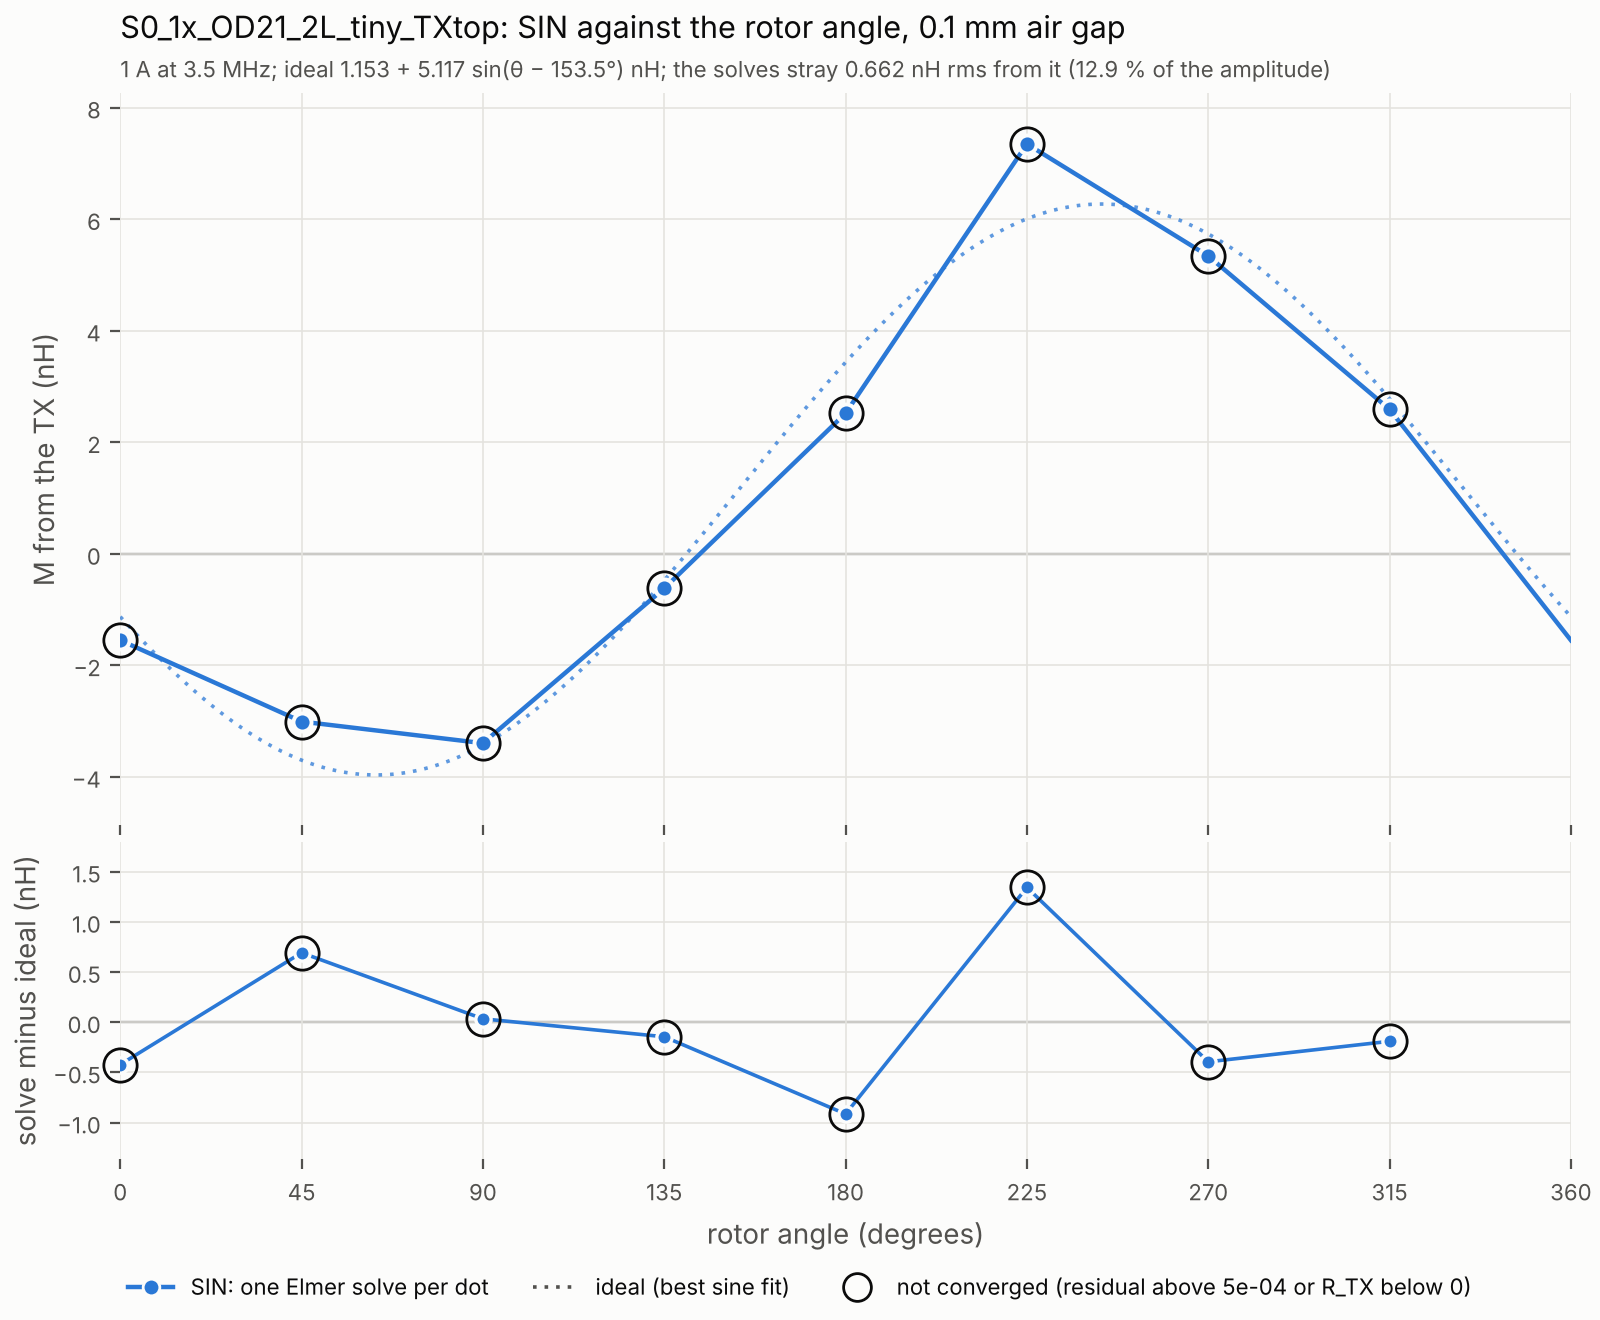 S0_1x_OD21_2L_tiny_TXtop: SIN against the rotor angle, 0.1 mm air gap
1 A at 3.5 MHz; ideal 1.153 + 5.117 sin(θ − 153.5°) nH; the solves stray 0.662 nH rms from it (12.9 % of the amplitude)
M from the TX (nH)
8
6
4
2
0
−2
−4
solve minus ideal (nH)
1.5
1.0
0.5
0.0
−0.5
−1.0
0 45 90 135 180 225 270 315 360
rotor angle (degrees)
SIN: one Elmer solve per dot ideal (best sine fit) not converged (residual above 5e-04 or R_TX below 0)